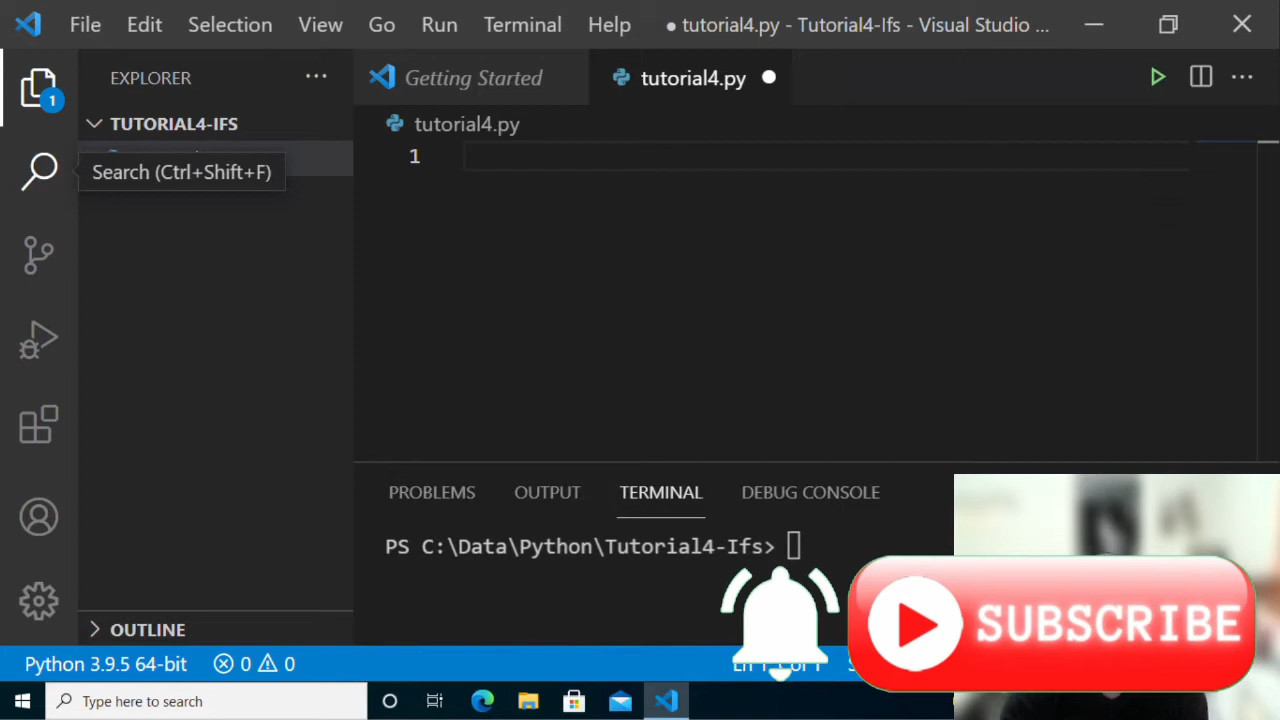 File Edit Selection View Go Run Terminal Help ● tutorial4.py - Tutorial4-Ifs - Visual Studio ...
EXPLORER
Getting Started
tutorial4.py
TUTORIAL4-IFS
tutorial4.py
1
1
Search (Ctrl+Shift+F)
PROBLEMS OUTPUT TERMINAL DEBUG CONSOLE
PS C:\Data\Python\Tutorial4-Ifs>
SUBSCRIBE
OUTLINE
Python 3.9.5 64-bit 0 0
Type here to search